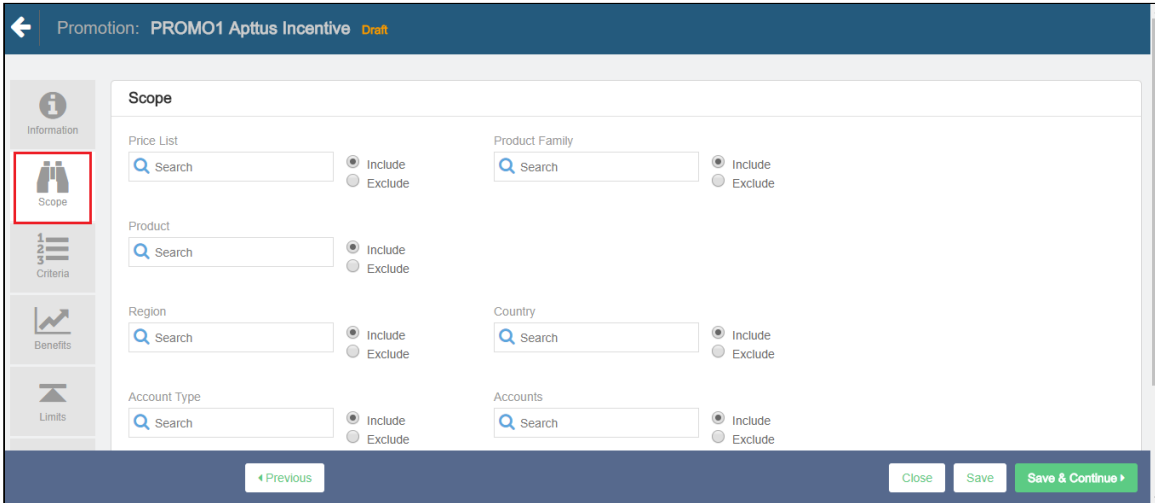 Promotion: PROMO1 Apttus Incentive Draft
Information
Scope
Criteria
Benefits
Limits
Scope
Price List
Search
Include
Exclude
Product Family
Search
Include
Exclude
Product
Search
Include
Exclude
Region
Search
Include
Exclude
Country
Search
Include
Exclude
Account Type
Search
Include
Exclude
Accounts
Search
Include
Exclude
Previous
Close
Save
Save & Continue